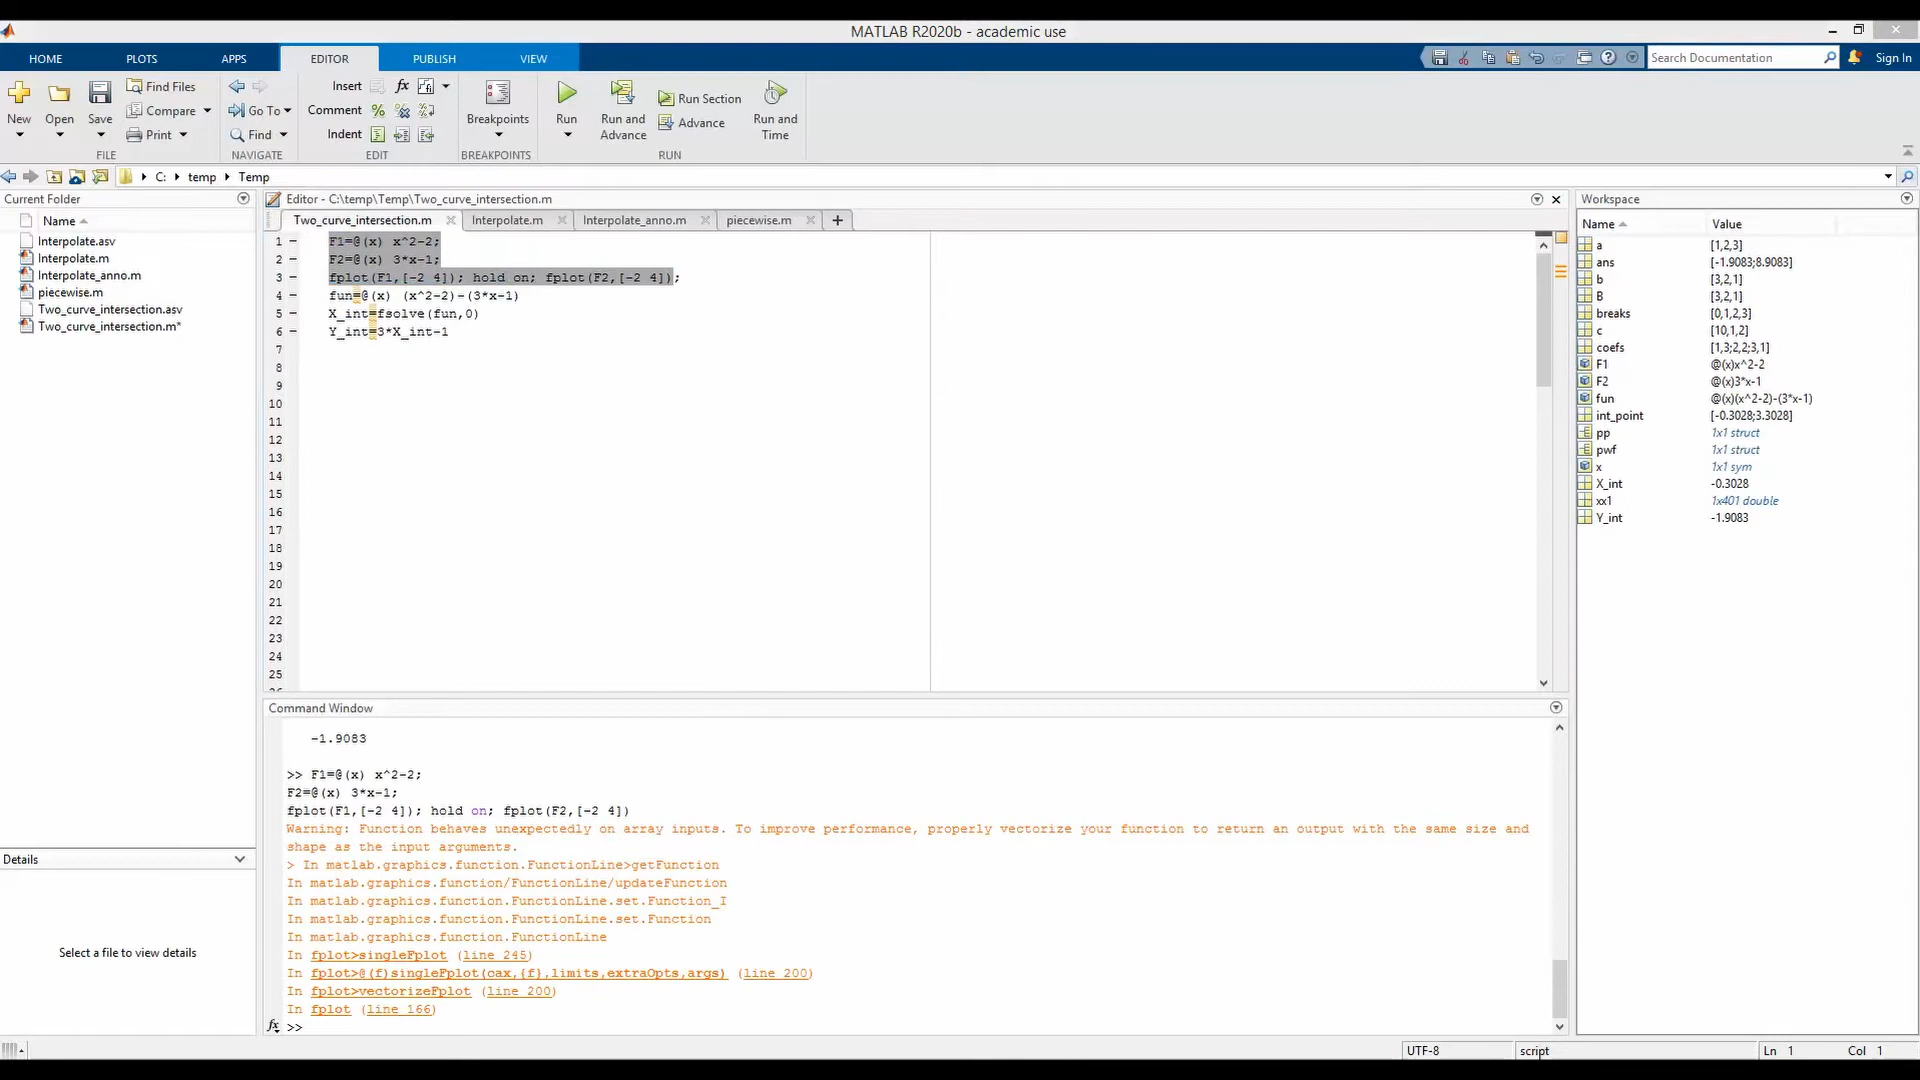 MATLAB R2020b - academic use
HOME PLOTS APPS EDITOR PUBLISH VIEW
Search Documentation
Sign In
New
Open
Save
Find Files
Compare
Print
FILE
Go To
Find
NAVIGATE
Insert fx
Comment
Indent
EDIT
Breakpoints
BREAKPOINTS
Run
Run and Advance
Run Section
Advance
Run and Time
RUN
C: temp Temp
Current Folder
Name
Interpolate.asv
Interpolate.m
Interpolate_anno.m
piecewise.m
Two_curve_intersection.asv
Two_curve_intersection.m*
Details
Select a file to view details
Editor - C:\temp\Temp\Two_curve_intersection.m
Two_curve_intersection.m Interpolate.m Interpolate_anno.m piecewise.m +
1 – F1=@(x) x^2-2;
2 – F2=@(x) 3*x-1;
3 – fplot(F1,[-2 4]); hold on; fplot(F2,[-2 4]);
4 – fun=@(x) (x^2-2)-(3*x-1)
5 – X_int=fsolve(fun,0)
6 – Y_int=3*X_int-1
7
8
9
10
11
12
13
14
15
16
17
18
19
20
21
22
23
24
25
Command Window
-1.9083
>> F1=@(x) x^2-2;
F2=@(x) 3*x-1;
fplot(F1,[-2 4]); hold on; fplot(F2,[-2 4])
Warning: Function behaves unexpectedly on array inputs. To improve performance, properly vectorize your function to return an output with the same size and
shape as the input arguments.
> In matlab.graphics.function.FunctionLine>getFunction
In matlab.graphics.function/FunctionLine/updateFunction
In matlab.graphics.function.FunctionLine.set.Function_I
In matlab.graphics.function.FunctionLine.set.Function
In matlab.graphics.function.FunctionLine
In fplot>singleFplot (line 245)
In fplot>@(f)singleFplot(cax,{f},limits,extraOpts,args) (line 200)
In fplot>vectorizeFplot (line 200)
In fplot (line 166)
fx >>
Workspace
Name Value
a [1,2,3]
ans [-1.9083;8.9083]
b [3,2,1]
B [3,2,1]
breaks [0,1,2,3]
c [10,1,2]
coefs [1,3;2,2;3,1]
F1 @(x)x^2-2
F2 @(x)3*x-1
fun @(x)(x^2-2)-(3*x-1)
int_point [-0.3028;3.3028]
pp 1x1 struct
pwf 1x1 struct
x 1x1 sym
X_int -0.3028
xx1 1x401 double
Y_int -1.9083
UTF-8 script Ln 1 Col 1